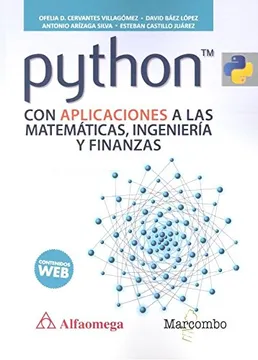 OFELIA D. CERVANTES VILLAGÓMEZ • DAVID BÁEZ LÓPEZ
ANTONIO ARÍZAGA SILVA • ESTEBAN CASTILLO JUÁREZ
python™
CON APLICACIONES A LAS
MATEMÁTICAS, INGENIERÍA
Y FINANZAS
CONTENIDOS
WEB
Alfaomega
Marcombo